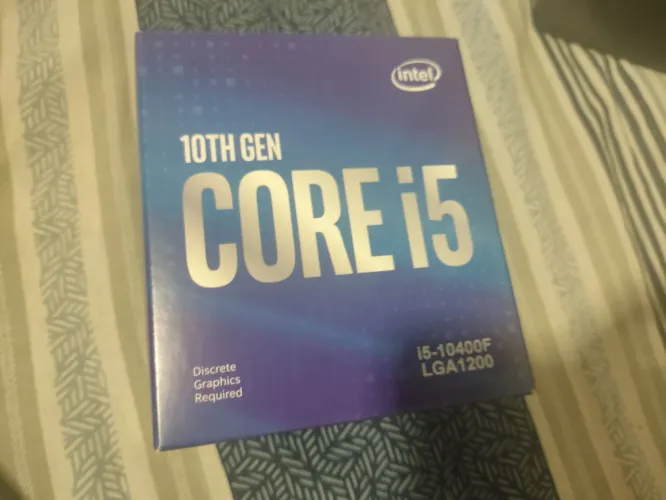 intel
10TH GEN
CORE i5
i5-10400F
LGA1200
Discrete
Graphics
Required